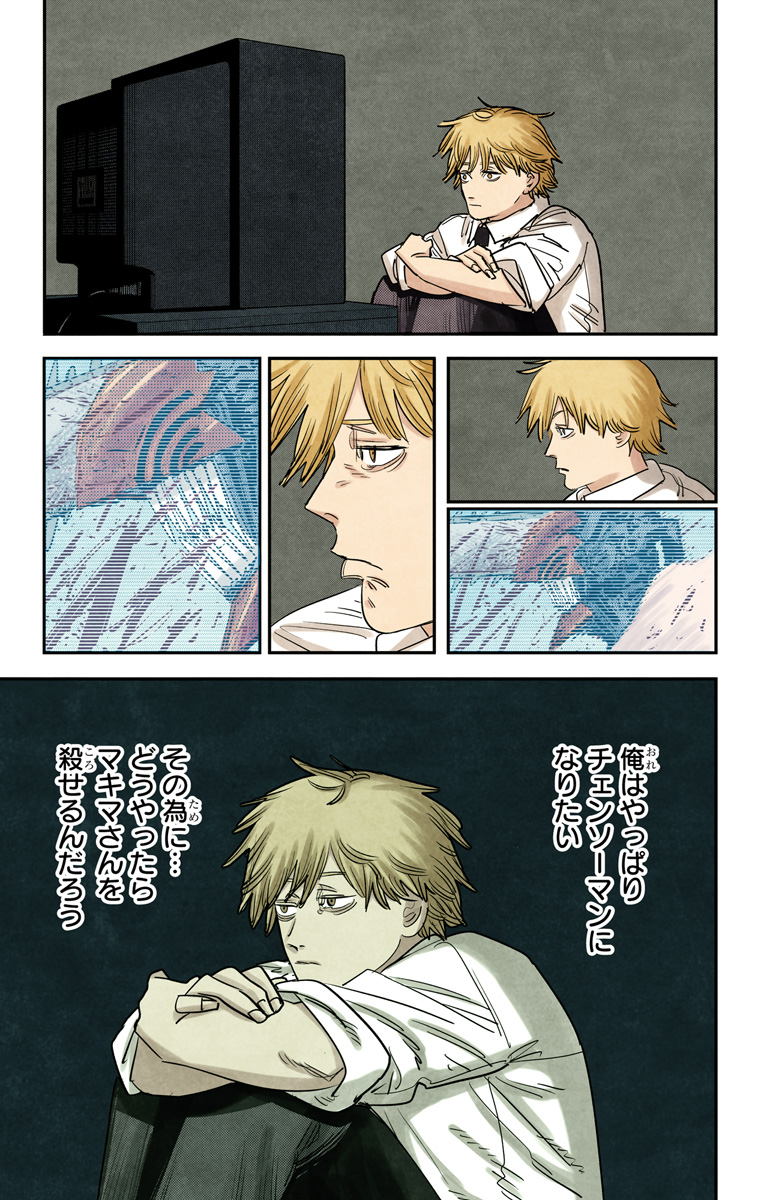 俺はやっぱり
チェンソーマンに
なりたい
その為に…
どうやったら
マキマさんを
殺せるんだろう